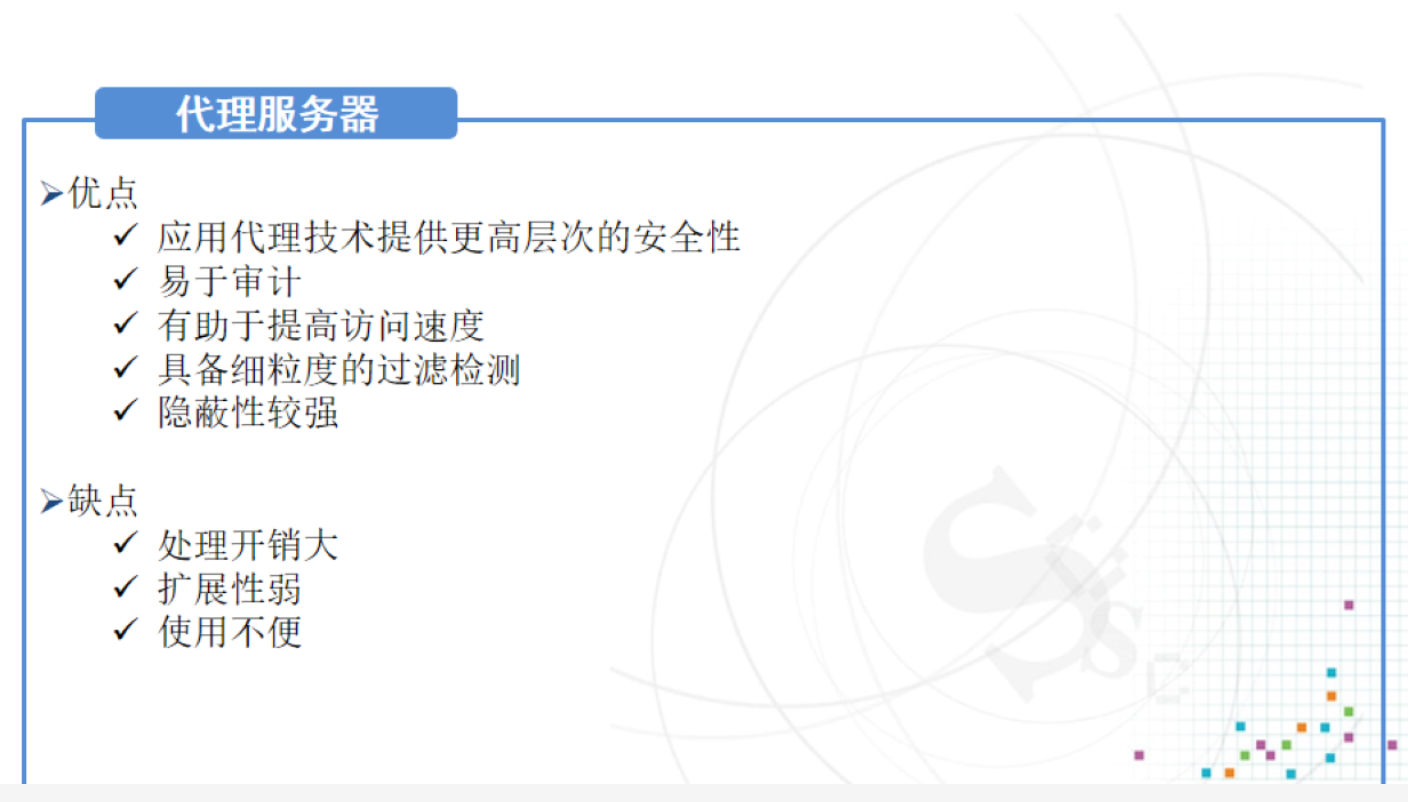 代理服务器
➢优点
✓ 应用代理技术提供更高层次的安全性
✓ 易于审计
✓ 有助于提高访问速度
✓ 具备细粒度的过滤检测
✓ 隐蔽性较强
➢缺点
✓ 处理开销大
✓ 扩展性弱
✓ 使用不便
SsC